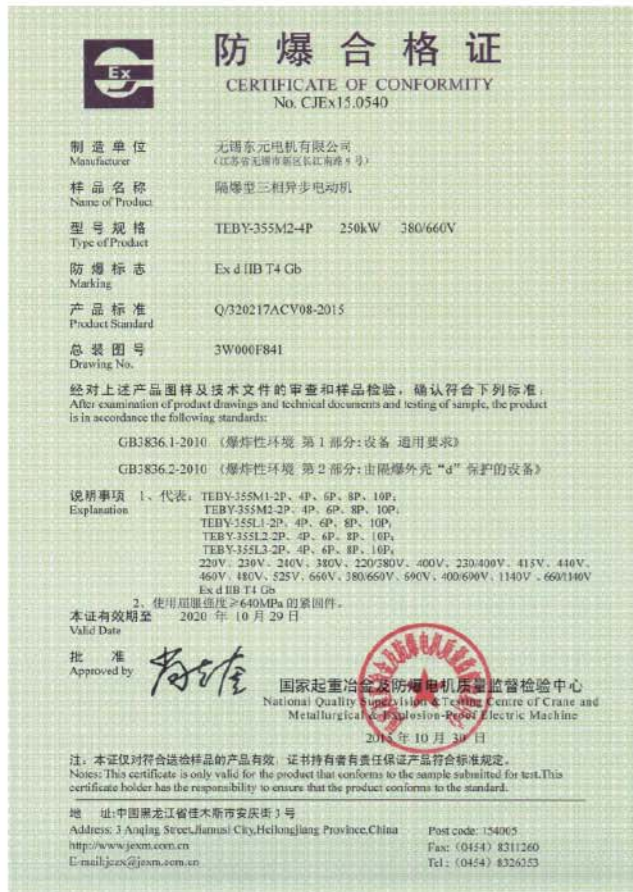 Ex
防爆合格证
CERTIFICATE OF CONFORMITY
No. CJEx15.0540
制造单位 无锡东元电机有限公司
Manufacturer (江苏省无锡市新区长江南路9号)
样品名称 隔爆型三相异步电动机
Name of Product
型号规格 TEBY-355M2-4P 250kW 380/660V
Type of Product
防爆标志 Ex d IIB T4 Gb
Marking
产品标准 Q/320217ACV08-2015
Product Standard
总装图号 3W000F841
Drawing No.
经对上述产品图样及技术文件的审查和样品检验，确认符合下列标准：
After examination of product drawings and technical documents and testing of sample, the product
is in accordance the following standards:
GB3836.1-2010 《爆炸性环境 第1部分:设备 通用要求》
GB3836.2-2010 《爆炸性环境 第2部分:由隔爆外壳“d”保护的设备》
说明事项 1、代表：TEBY-355M1-2P、4P、6P、8P、10P;
Explanation TEBY-355M2-2P、4P、6P、8P、10P;
TEBY-355L1-2P、4P、6P、8P、10P;
TEBY-355L2-2P、4P、6P、8P、10P;
TEBY-355L3-2P、4P、6P、8P、10P;
220V、230V、240V、380V、220/380V、400V、230/400V、415V、440V、
460V、480V、525V、660V、380/660V、690V、400/690V、1140V、660/1140V
Ex d IIB T4 Gb
2、使用屈服强度≥640MPa的紧固件。
本证有效期至 2020 年 10 月 29 日
Valid Date
批准
Approved by
国家起重冶金及防爆电机质量监督检验中心
National Quality Supervision & Testing Centre of Crane and
Metallurgical & Explosion-Proof Electric Machine
2015 年 10 月 30 日
注：本证仅对符合送检样品的产品有效，证书持有者有责任保证产品符合标准规定。
Notes: This certificate is only valid for the product that conforms to the sample submitted for test.This
certificate holder has the responsibility to ensure that the product conforms to the standard.
地 址:中国黑龙江省佳木斯市安庆街3号
Address: 3 Anqing Street,Jiamusi City,Heilongjiang Province,China Post code: 154005
http://www.jexm.com.cn Fax: (0454) 8311260
E-mail:jczx@jexm.com.cn Tel: (0454) 8326353